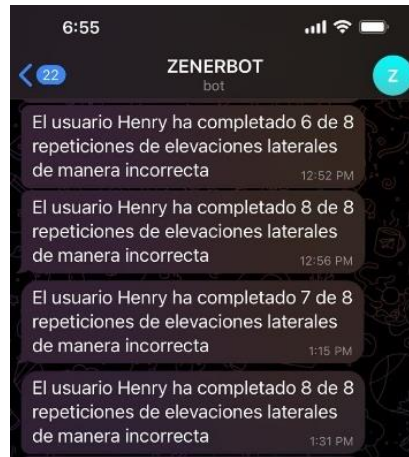 6:55
22
ZENERBOT
bot
Z
El usuario Henry ha completado 6 de 8
repeticiones de elevaciones laterales
de manera incorrecta
12:52 PM
El usuario Henry ha completado 8 de 8
repeticiones de elevaciones laterales
de manera incorrecta
12:56 PM
El usuario Henry ha completado 7 de 8
repeticiones de elevaciones laterales
de manera incorrecta
1:15 PM
El usuario Henry ha completado 8 de 8
repeticiones de elevaciones laterales
de manera incorrecta
1:31 PM